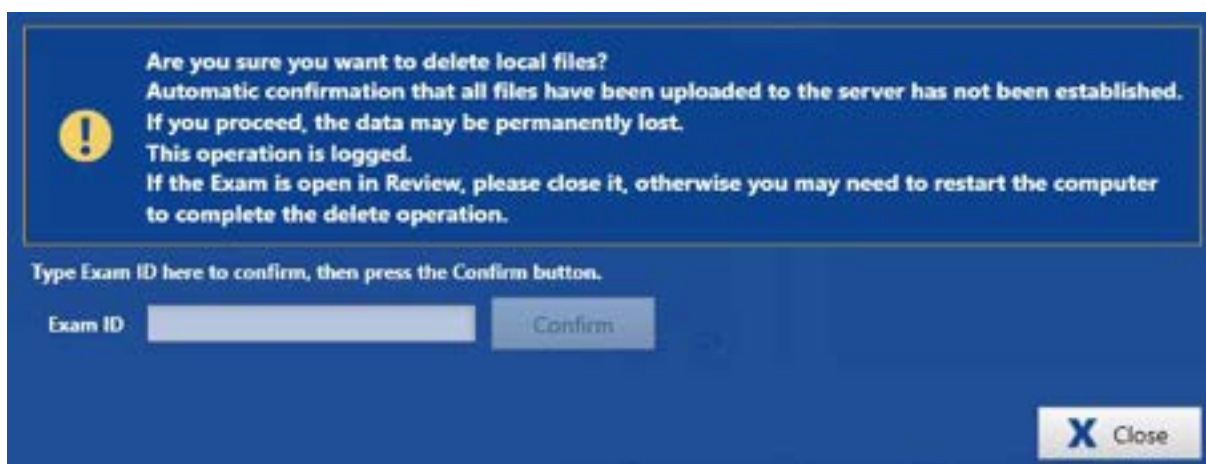 Are you sure you want to delete local files?
Automatic confirmation that all files have been uploaded to the server has not been established.
If you proceed, the data may be permanently lost.
This operation is logged.
If the Exam is open in Review, please close it, otherwise you may need to restart the computer
to complete the delete operation.
Type Exam ID here to confirm, then press the Confirm button.
Exam ID Confirm
X Close